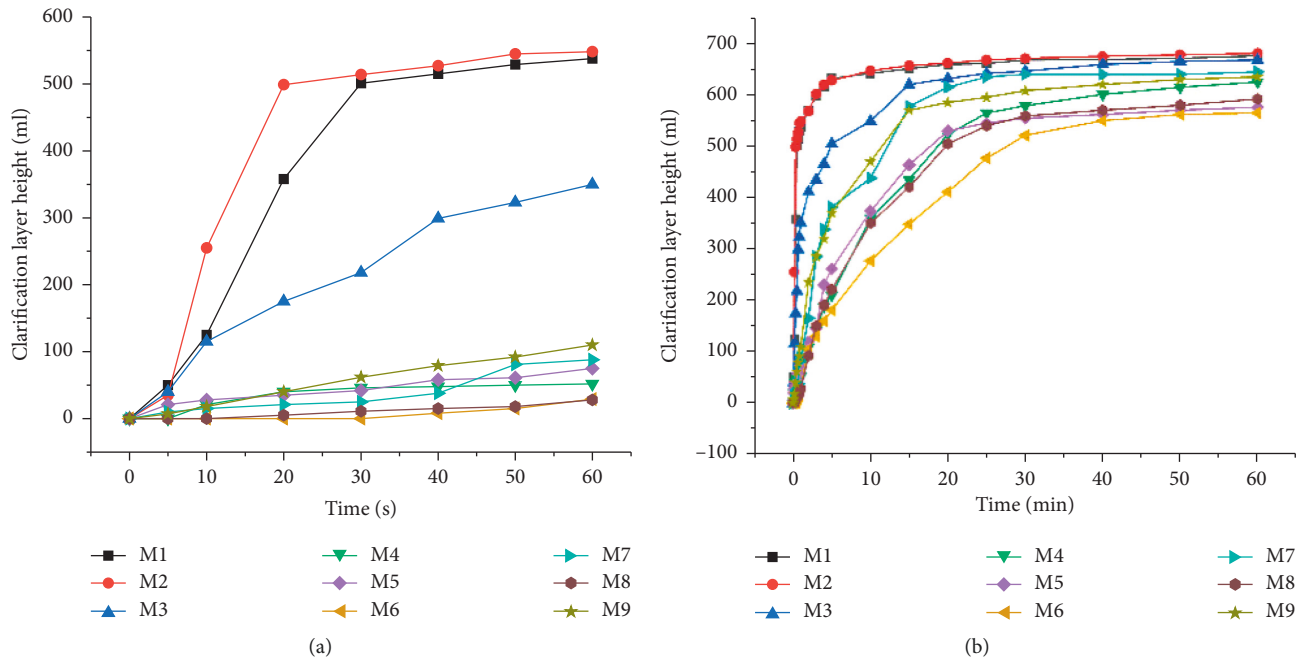 600
500
400
300
200
100
0
Clarification layer height (ml)
0 10 20 30 40 50 60
Time (s)
M1 M4 M7
M2 M5 M8
M3 M6 M9
(a)
700
600
500
400
300
200
100
0
–100
Clarification layer height (ml)
0 10 20 30 40 50 60
Time (min)
M1 M4 M7
M2 M5 M8
M3 M6 M9
(b)